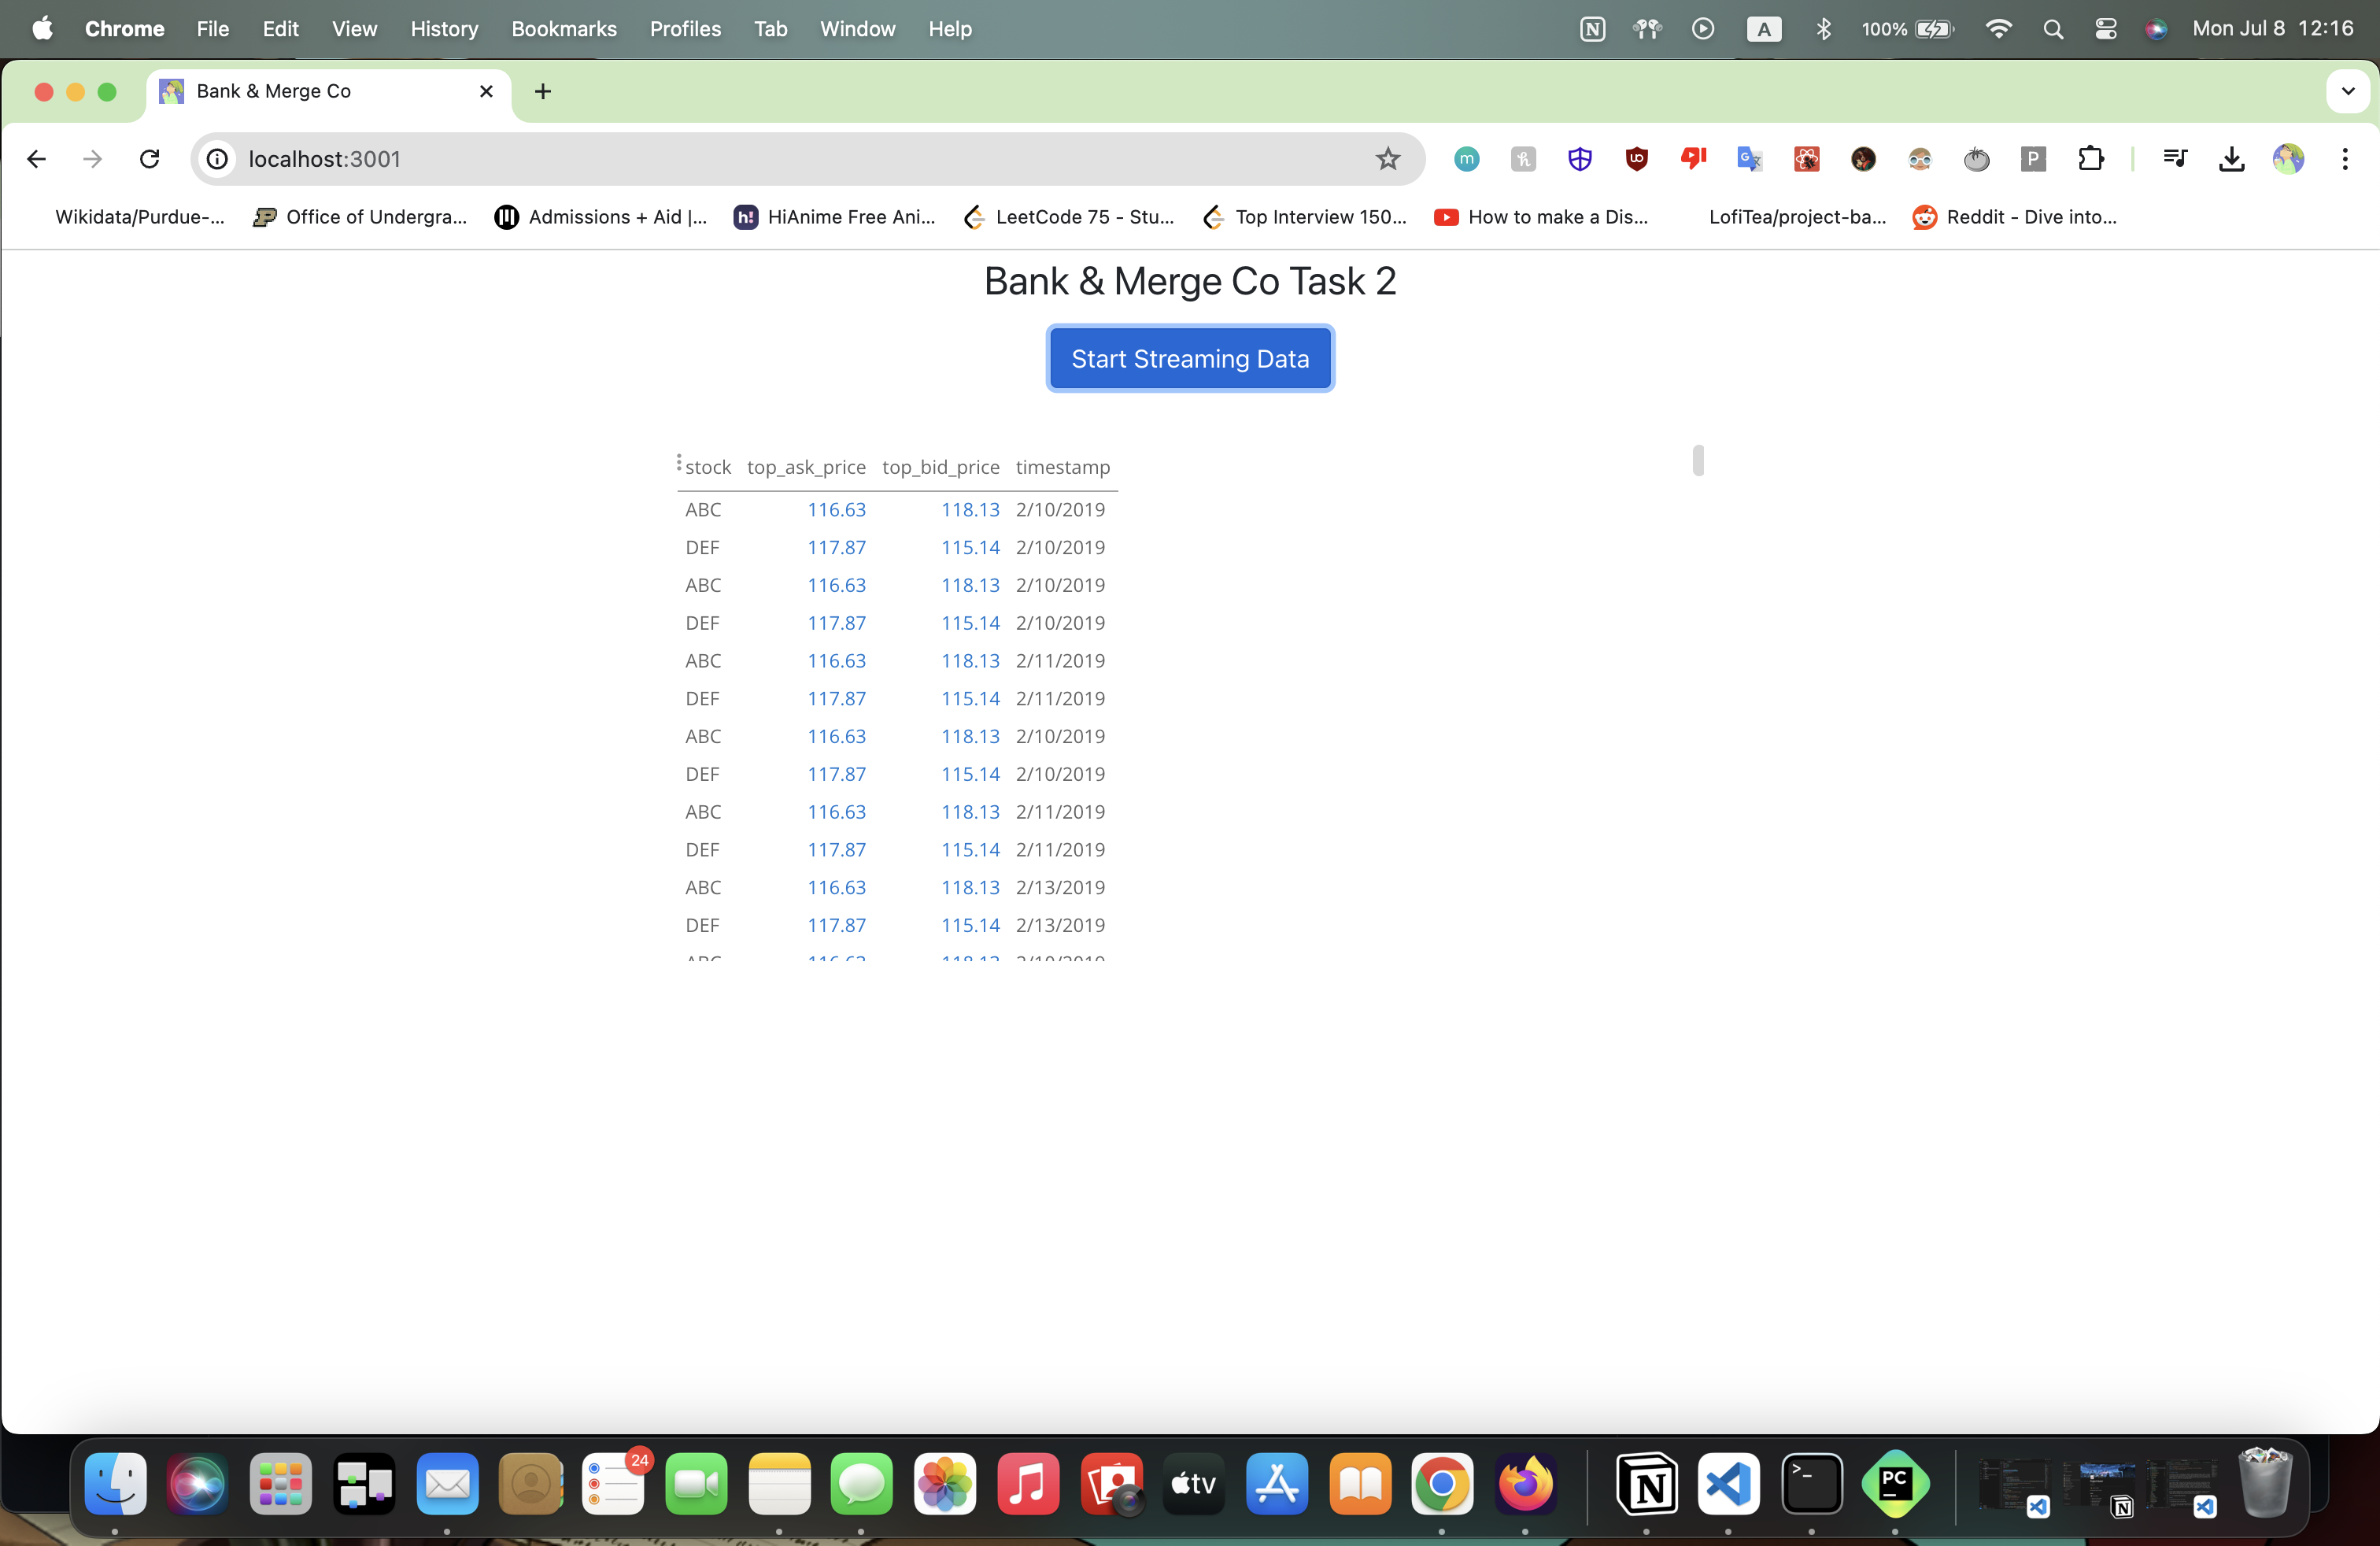 Chrome File Edit View History Bookmarks Profiles Tab Window Help A 100% Mon Jul 8 12:16
Bank & Merge Co
localhost:3001
Wikidata/Purdue-... Office of Undergra... Admissions + Aid |... h! HiAnime Free Ani... LeetCode 75 - Stu... Top Interview 150... How to make a Dis... LofiTea/project-ba... Reddit - Dive into...
Bank & Merge Co Task 2
Start Streaming Data
stock top_ask_price top_bid_price timestamp
ABC 116.63 118.13 2/10/2019
DEF 117.87 115.14 2/10/2019
ABC 116.63 118.13 2/10/2019
DEF 117.87 115.14 2/10/2019
ABC 116.63 118.13 2/11/2019
DEF 117.87 115.14 2/11/2019
ABC 116.63 118.13 2/10/2019
DEF 117.87 115.14 2/10/2019
ABC 116.63 118.13 2/11/2019
DEF 117.87 115.14 2/11/2019
ABC 116.63 118.13 2/13/2019
DEF 117.87 115.14 2/13/2019
24
tv
PC